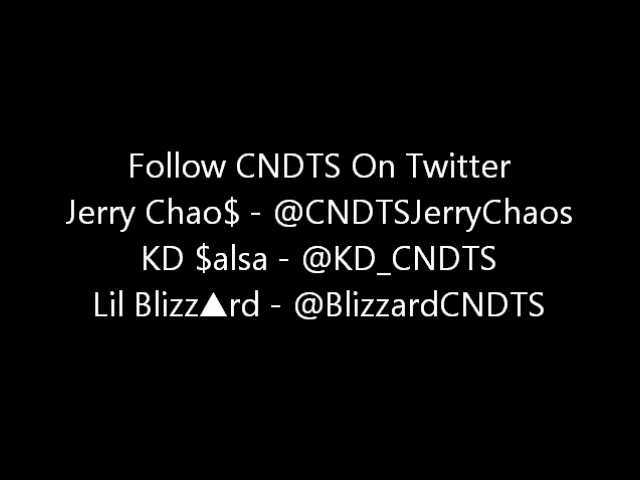 Follow CNDTS On Twitter
Jerry Chao$ - @CNDTSJerryChaos
KD $alsa - @KD_CNDTS
Lil Blizz▲rd - @BlizzardCNDTS